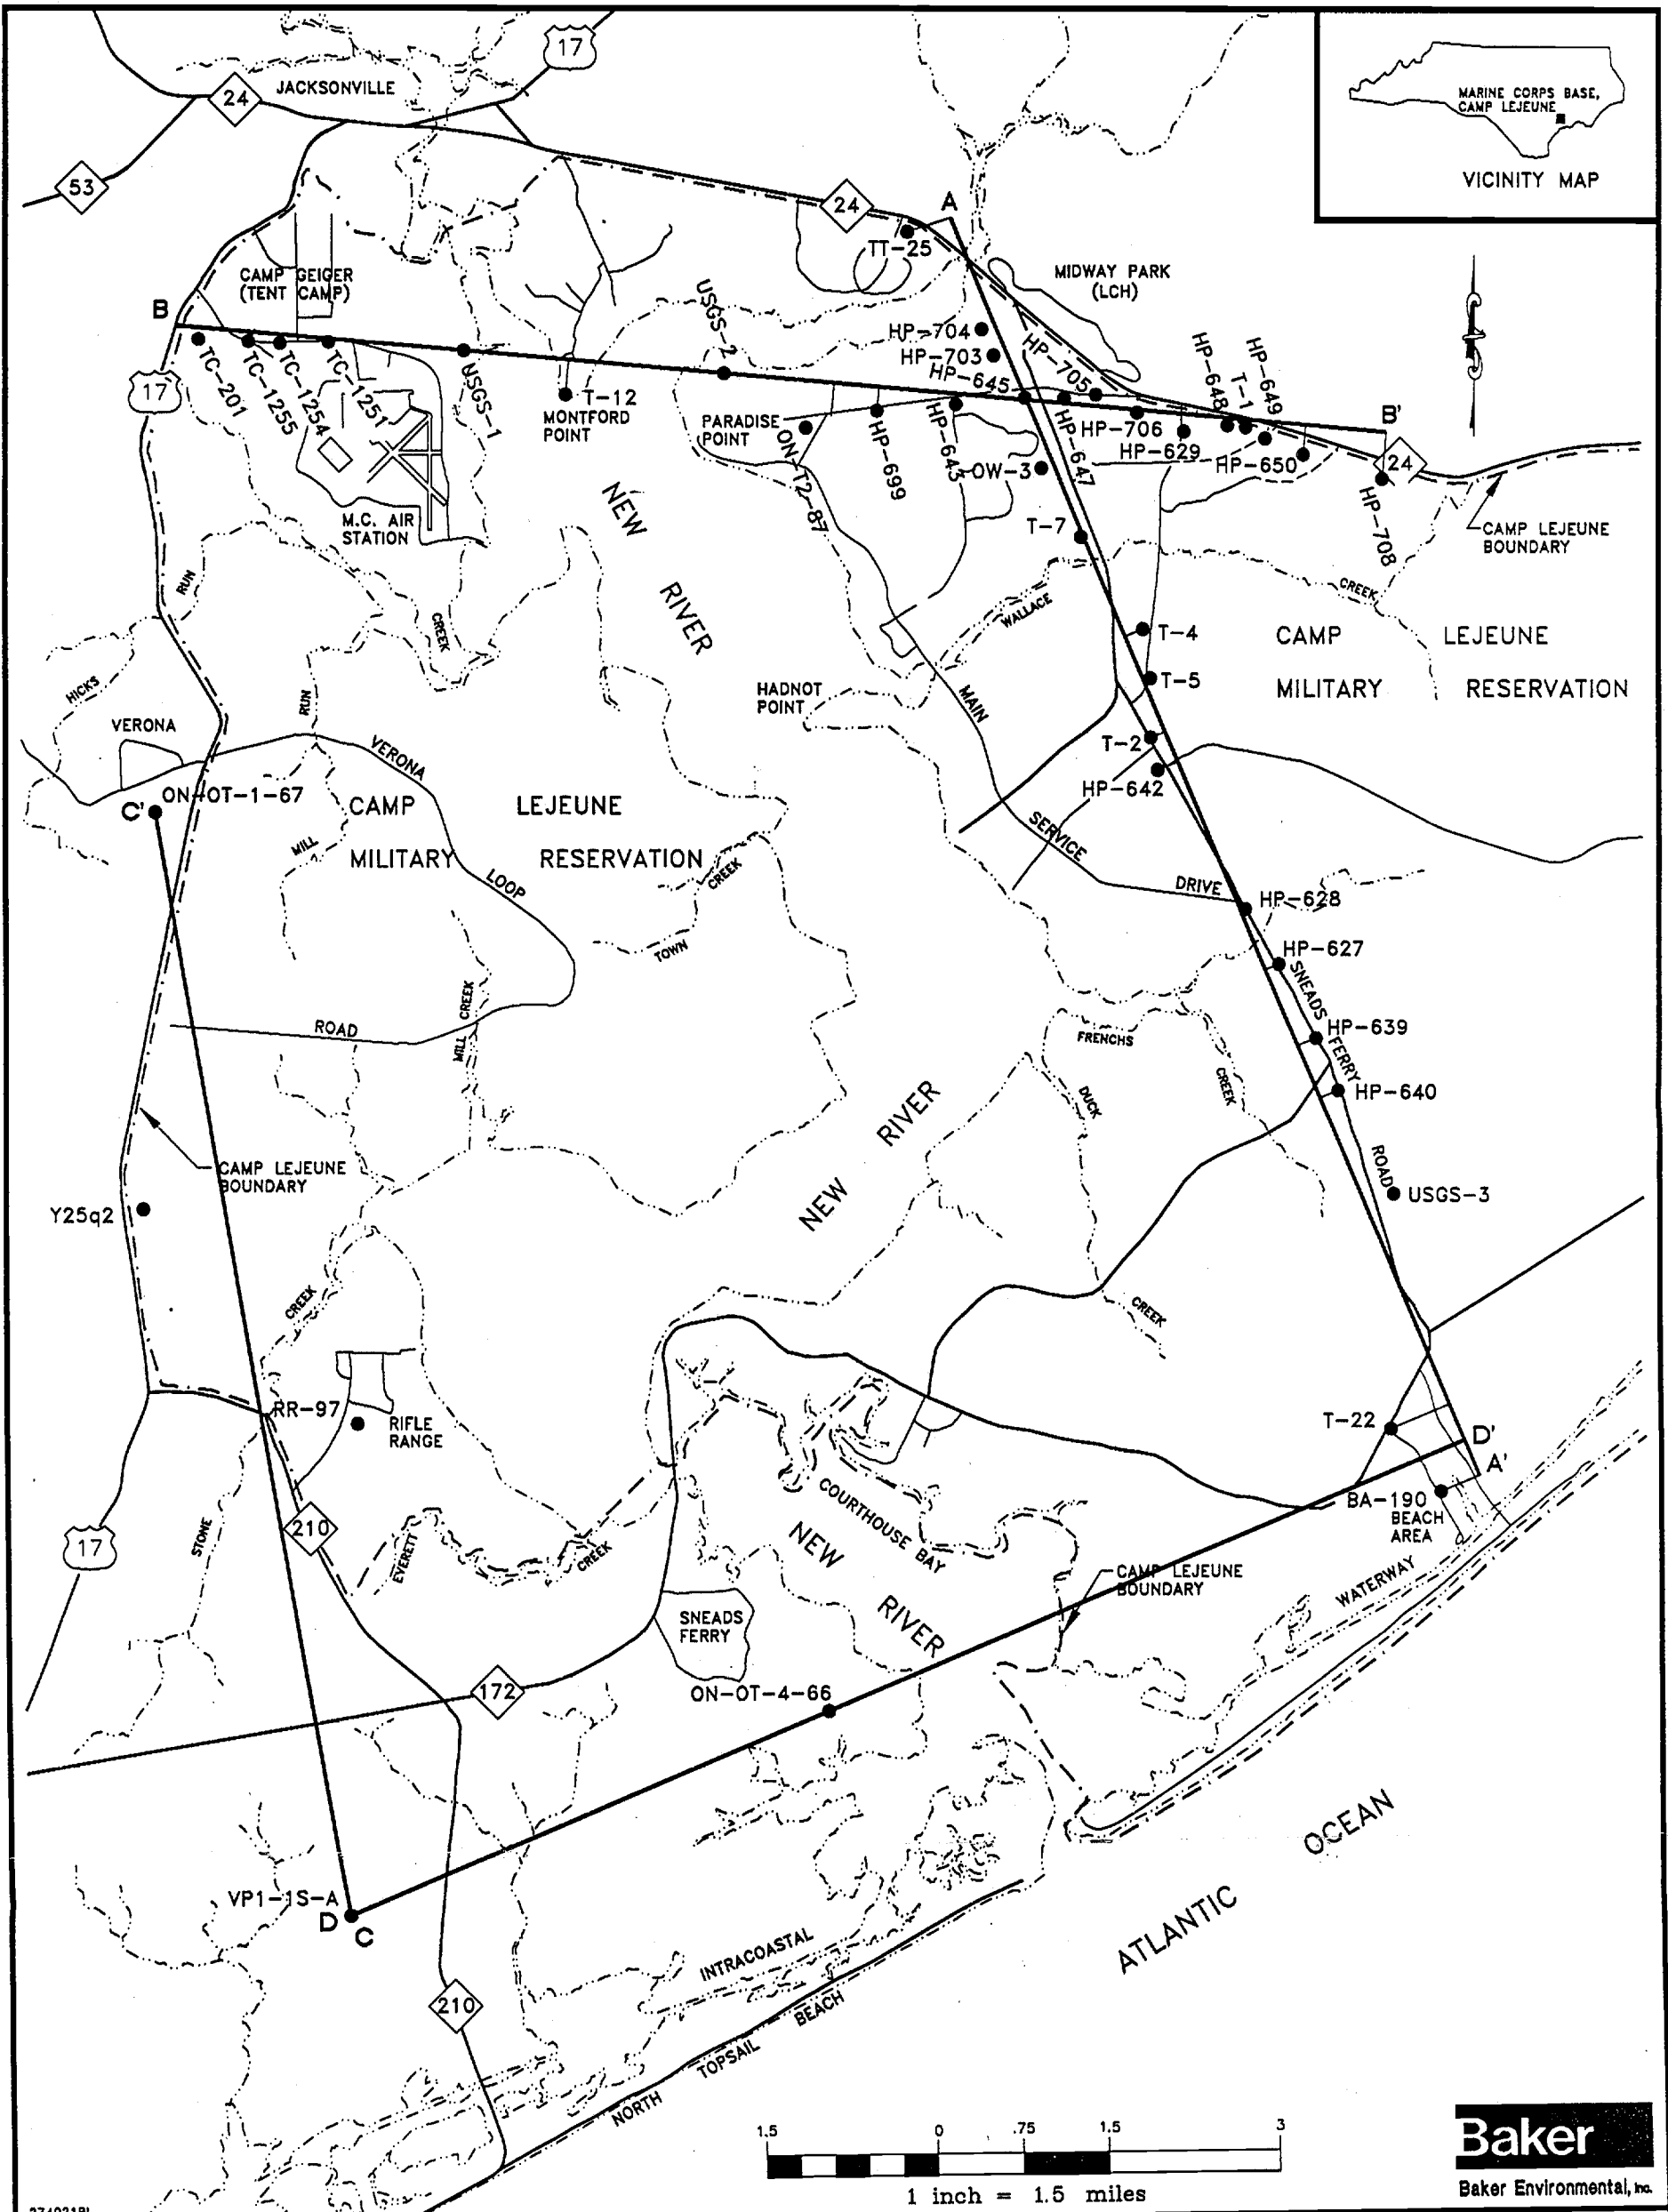 17
JACKSONVILLE
24
53
MARINE CORPS BASE,
CAMP LEJEUNE
VICINITY MAP
24
A
TT-25
CAMP GEIGER
(TENT CAMP)
MIDWAY PARK
(LCH)
B
USGS-2
HP-704
HP-703
HP-705
HP-645
HP-648
T-1
HP-649
17
TC-201
TC-1255
TC-1254
TC-1251
USGS-1
T-12
MONTFORD
POINT
PARADISE
POINT
ON-T2-87
HP-699
HP-643
HP-647
HP-706
HP-629
HP-650
B'
24
OW-3
HP-708
M.C. AIR
STATION
NEW
RIVER
T-7
CAMP LEJEUNE
BOUNDARY
RUN
CREEK
WALLACE
CREEK
T-4
CAMP LEJEUNE
MILITARY RESERVATION
HICKS
RUN
HADNOT
POINT
MAIN
T-5
VERONA
VERONA
T-2
HP-642
ON-OT-1-67
C'
CAMP LEJEUNE
MILITARY RESERVATION
MILL
LOOP
CREEK
TOWN
SERVICE
DRIVE
HP-628
HP-627
SNEADS
FERRY
ROAD
HP-639
HP-640
ROAD
MILL CREEK
FRENCHS
CREEK
DUCK
CREEK
NEW RIVER
CAMP LEJEUNE
BOUNDARY
Y25q2
USGS-3
CREEK
STONE
RR-97
RIFLE
RANGE
T-22
D'
A'
BA-190
BEACH
AREA
210
17
EVERETT
CREEK
COURTHOUSE BAY
NEW
RIVER
CAMP LEJEUNE
BOUNDARY
WATERWAY
SNEADS
FERRY
172
ON-OT-4-66
VP1-1S-A
D
C
OCEAN
ATLANTIC
INTRACOASTAL
210
NORTH TOPSAIL BEACH
1.5 0 .75 1.5 3
1 inch = 1.5 miles
Baker
Baker Environmental, Inc.